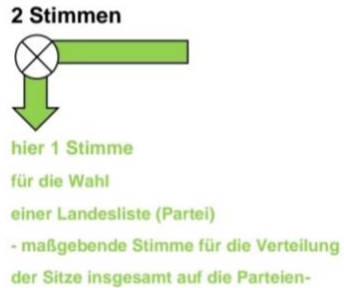 2 Stimmen
hier 1 Stimme
für die Wahl
einer Landesliste (Partei)
- maßgebende Stimme für die Verteilung
der Sitze insgesamt auf die Parteien-